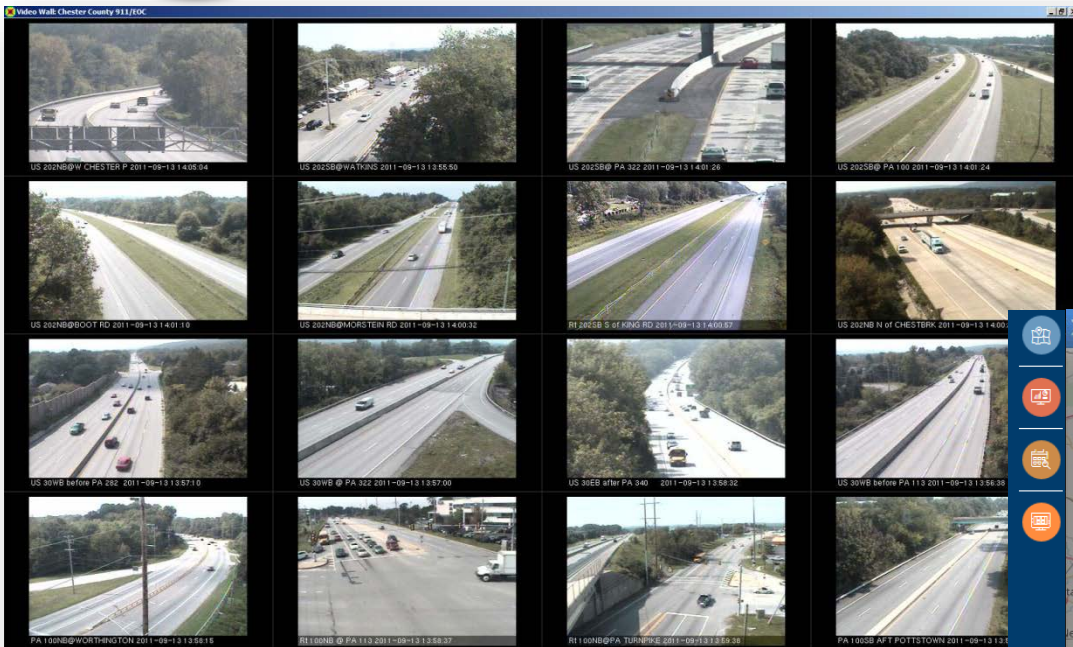 Video Wall: Chester County 911/EOC
US 202NB@W CHESTER P 2011-09-13 14:05:04
US 202SB@WATKINS 2011-09-13 13:55:50
US 202SB@ PA 322 2011-09-13 14:01:26
US 202SB@ PA 100 2011-09-13 14:01:24
US 202NB@BOOT RD 2011-09-13 14:01:10
US 202NB@MORSTEIN RD 2011-09-13 14:00:32
Rt 202SB S of KING RD 2011-09-13 14:00:57
US 202NB N of CHESTERK 2011-09-13 14:00:
US 30WB before PA 282 2011-09-13 13:57:10
US 30WB @ PA 322 2011-09-13 13:57:00
US 30EB after PA 340 2011-09-13 13:58:32
US 30WB before PA 113 2011-09-13 13:56:38
PA 100NB@WORTHINGTON 2011-09-13 13:58:15
Rt 100NB @ PA 113 2011-09-13 13:58:37
Rt 100NB@PA TURNPIKE 2011-09-13 13:59:38
PA 100SB AFT POTTSTOWN 2011-09-13